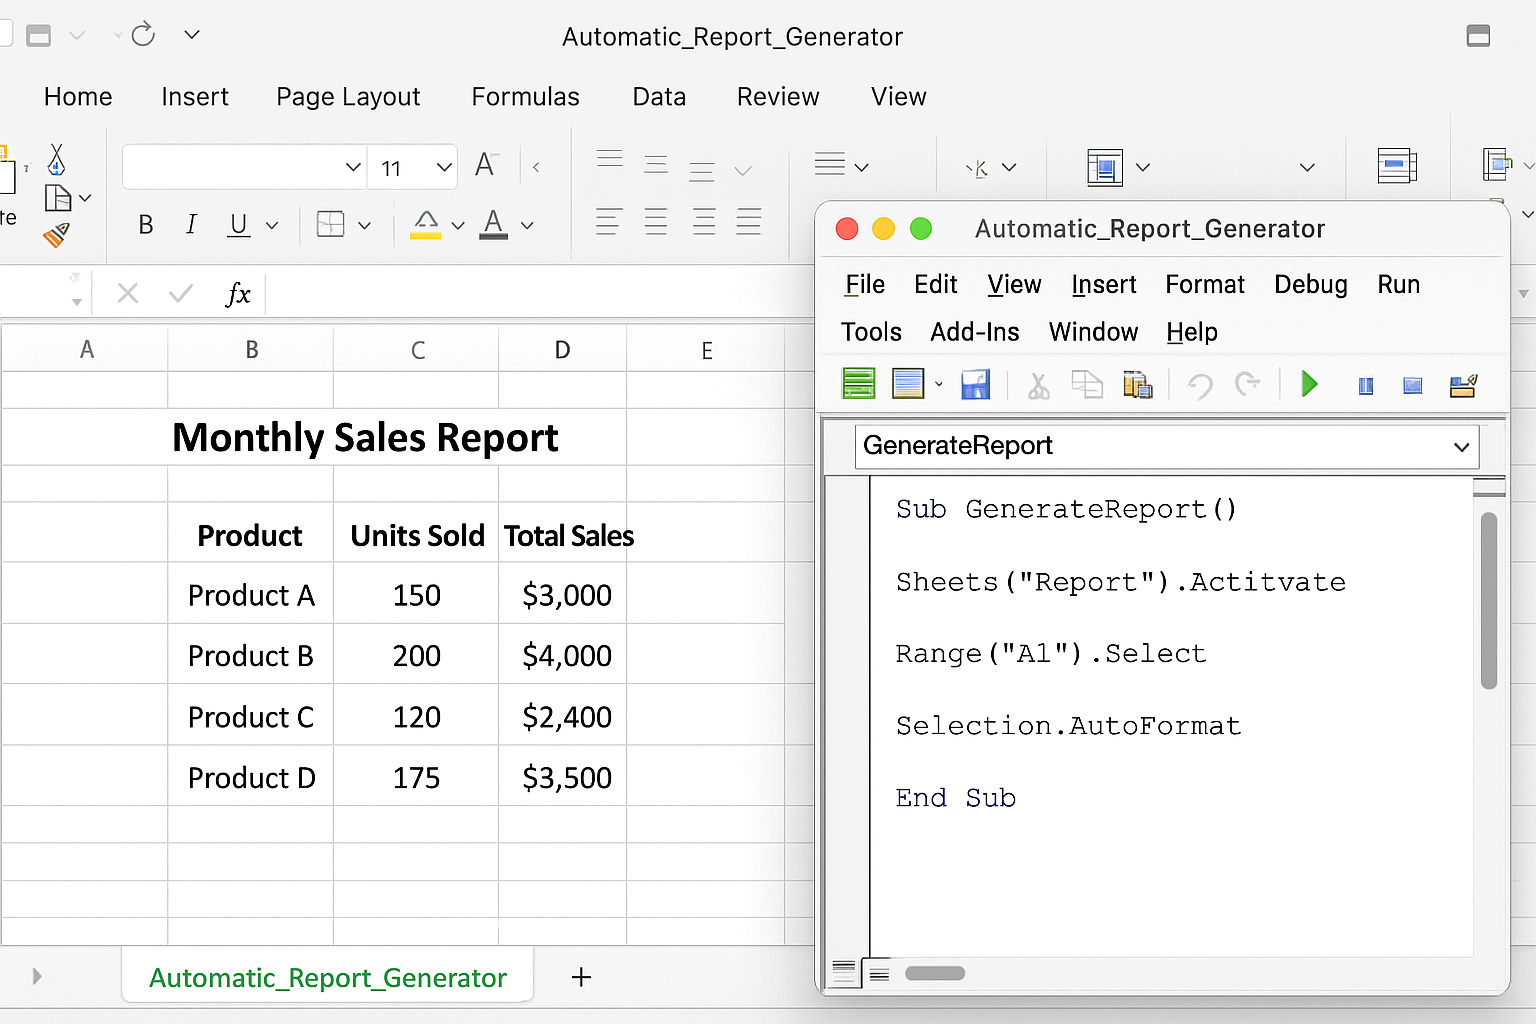 Automatic_Report_Generator
Home Insert Page Layout Formulas Data Review View
11 A
re B I U A
fx
A B C D E
Monthly Sales Report
Product Units Sold Total Sales
Product A 150 $3,000
Product B 200 $4,000
Product C 120 $2,400
Product D 175 $3,500
Automatic_Report_Generator +
Automatic_Report_Generator
File Edit View Insert Format Debug Run
Tools Add-Ins Window Help
GenerateReport
Sub GenerateReport()
Sheets("Report").Actitvate
Range("A1").Select
Selection.AutoFormat
End Sub